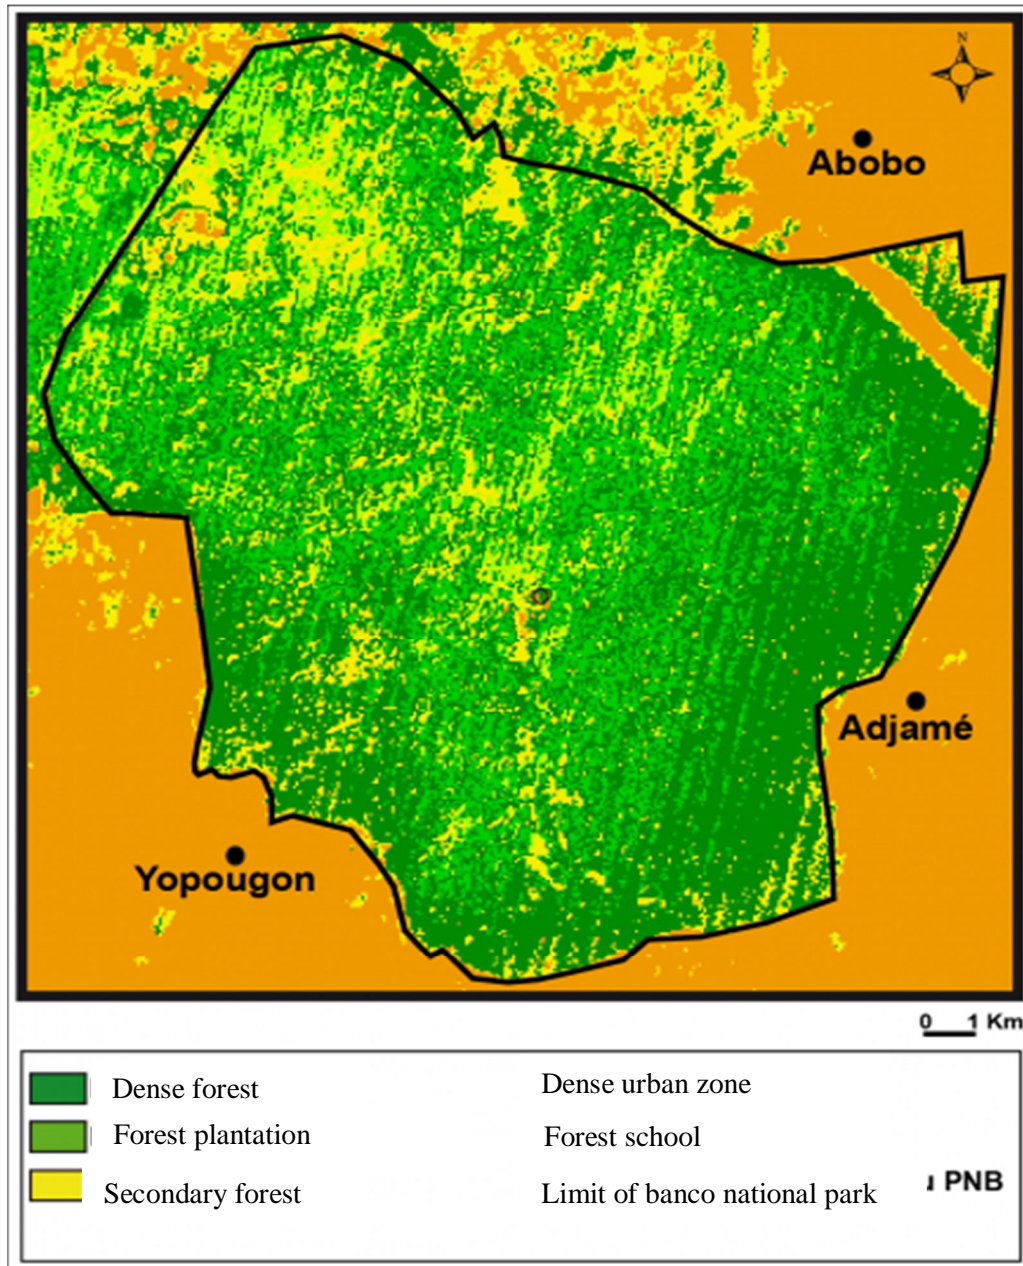 N
Abobo
Adjamé
Yopougon
0 1 Km
Dense forest
Dense urban zone
Forest plantation
Forest school
Secondary forest
Limit of banco national park
PNB